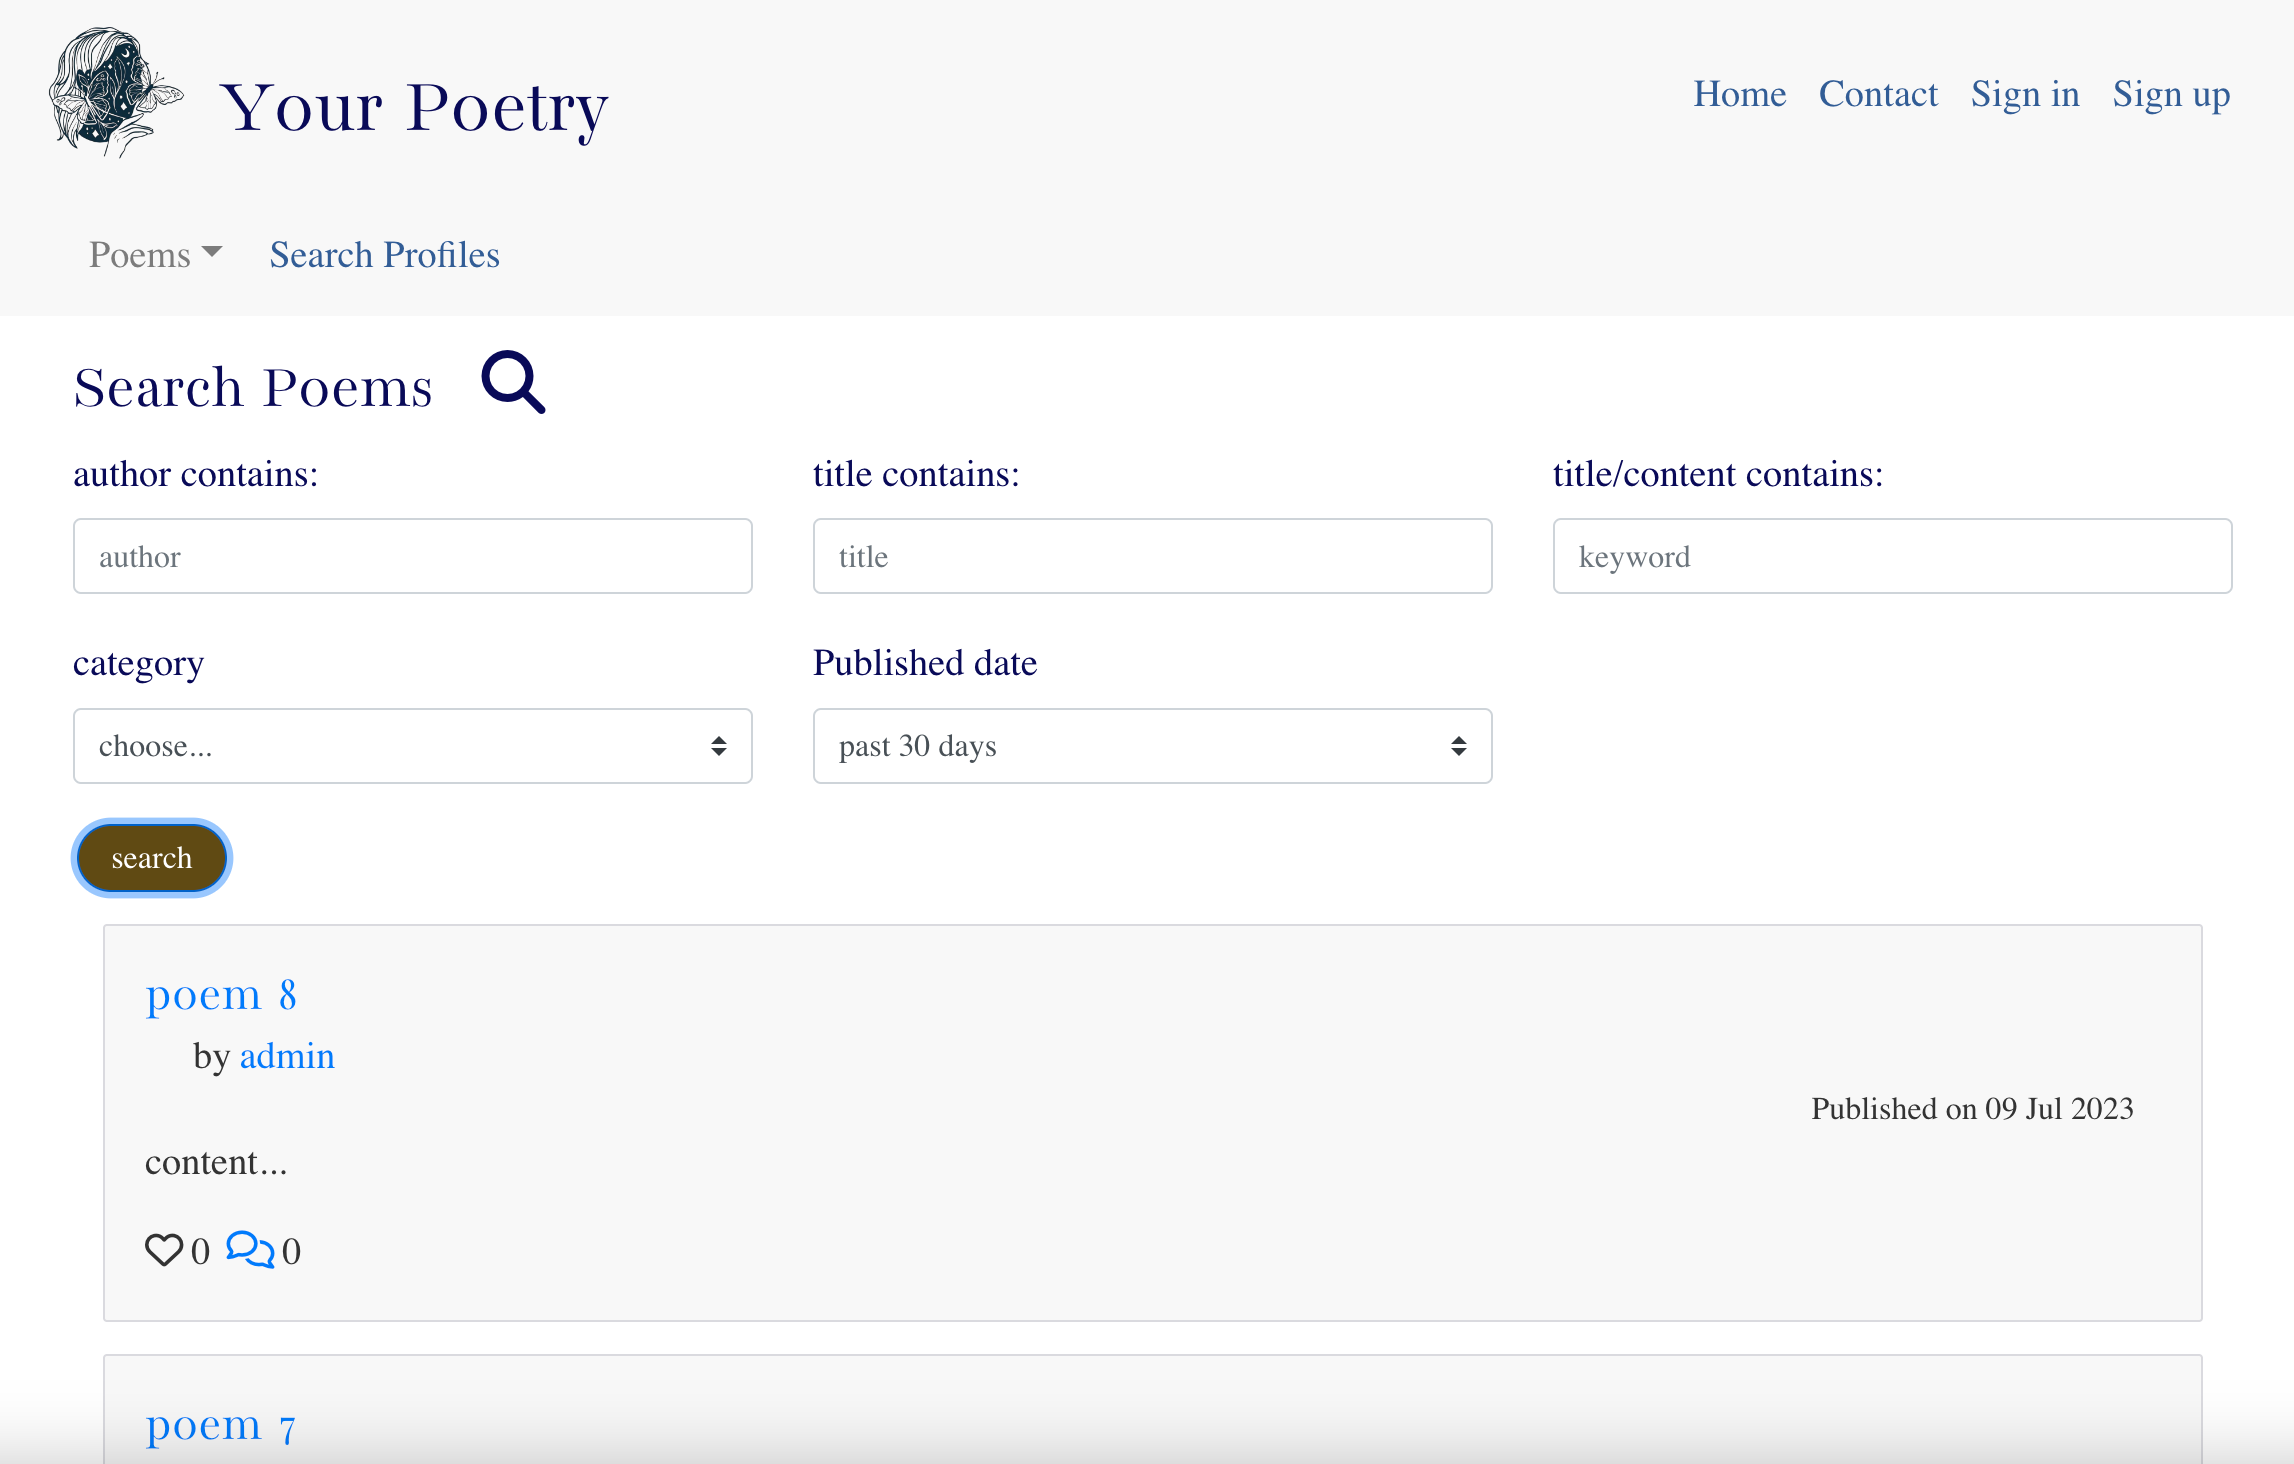 Your Poetry
Home Contact Sign in Sign up
Poems Search Profiles
Search Poems
author contains: title contains: title/content contains:
author title keyword
category Published date
choose... past 30 days
search
poem 8
by admin
Published on 09 Jul 2023
content...
0 0
poem 7